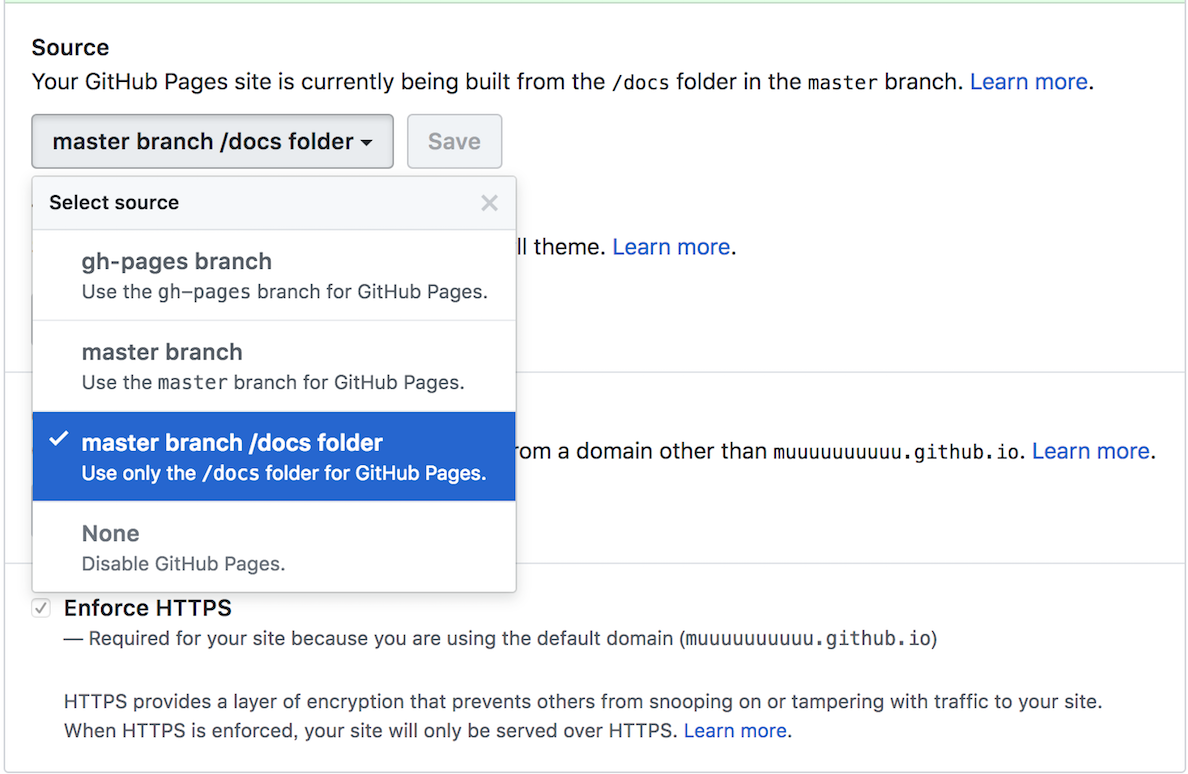 Source
Your GitHub Pages site is currently being built from the /docs folder in the master branch. Learn more.
master branch /docs folder
Save
Select source
ll theme. Learn more.
gh-pages branch
Use the gh-pages branch for GitHub Pages.
master branch
Use the master branch for GitHub Pages.
master branch /docs folder
Use only the /docs folder for GitHub Pages.
rom a domain other than muuuuuuuuuu.github.io. Learn more.
None
Disable GitHub Pages.
Enforce HTTPS
— Required for your site because you are using the default domain (muuuuuuuuuu.github.io)
HTTPS provides a layer of encryption that prevents others from snooping on or tampering with traffic to your site.
When HTTPS is enforced, your site will only be served over HTTPS. Learn more.